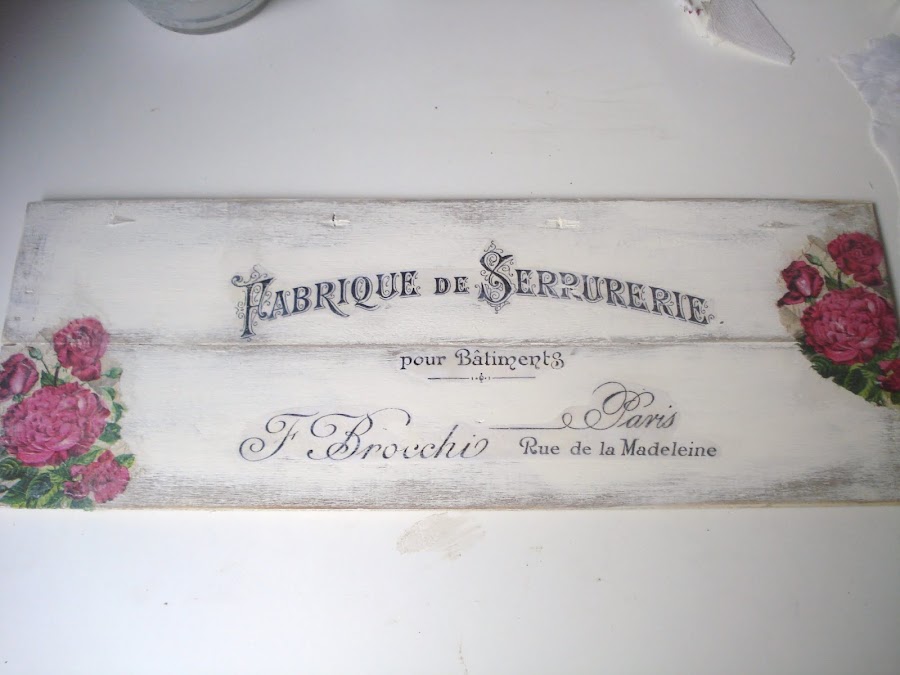 FABRIQUE DE SERRURERIE
pour Bâtiments
F Brocchi
Paris
Rue de la Madeleine